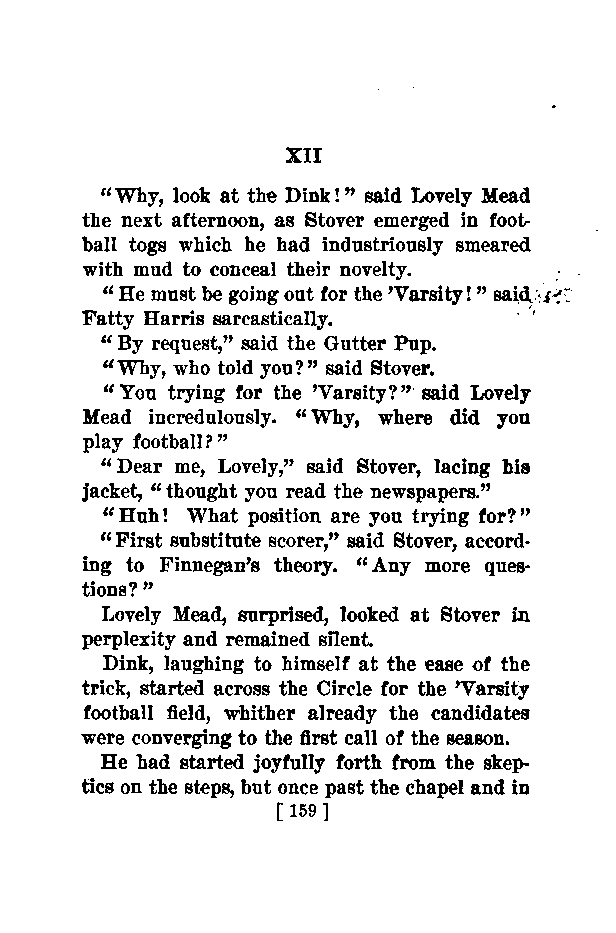 XII
“Why, look at the Dink!” said Lovely Mead
the next afternoon, as Stover emerged in foot-
ball togs which he had industriously smeared
with mud to conceal their novelty.
“He must be going out for the ’Varsity!” said
Fatty Harris sarcastically.
“By request,” said the Gutter Pup.
“Why, who told you?” said Stover.
“You trying for the ’Varsity?” said Lovely
Mead incredulously. “Why, where did you
play football?”
“Dear me, Lovely,” said Stover, lacing his
jacket, “thought you read the newspapers.”
“Huh! What position are you trying for?”
“First substitute scorer,” said Stover, accord-
ing to Finnegan’s theory. “Any more ques-
tions?”
Lovely Mead, surprised, looked at Stover in
perplexity and remained silent.
Dink, laughing to himself at the ease of the
trick, started across the Circle for the ’Varsity
football field, whither already the candidates
were converging to the first call of the season.
He had started joyfully forth from the skep-
tics on the steps, but once past the chapel and in
[ 159 ]